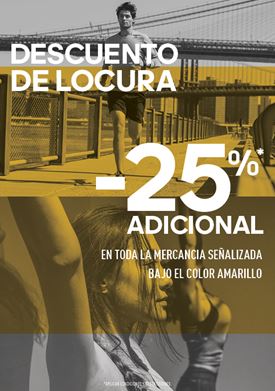 DESCUENTO
DE LOCURA
-25%*
ADICIONAL
EN TODA LA MERCANCIA SEÑALIZADA
BAJO EL COLOR AMARILLO